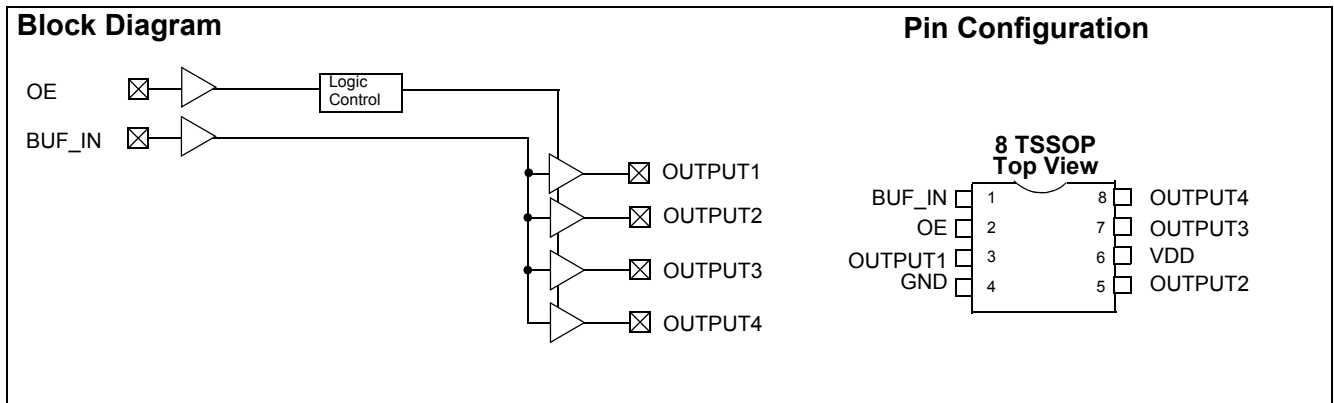 Block Diagram
OE
Logic
Control
BUF_IN
OUTPUT1
OUTPUT2
OUTPUT3
OUTPUT4
Pin Configuration
8 TSSOP
Top View
BUF_IN 1 8 OUTPUT4
OE 2 7 OUTPUT3
OUTPUT1 3 6 VDD
GND 4 5 OUTPUT2